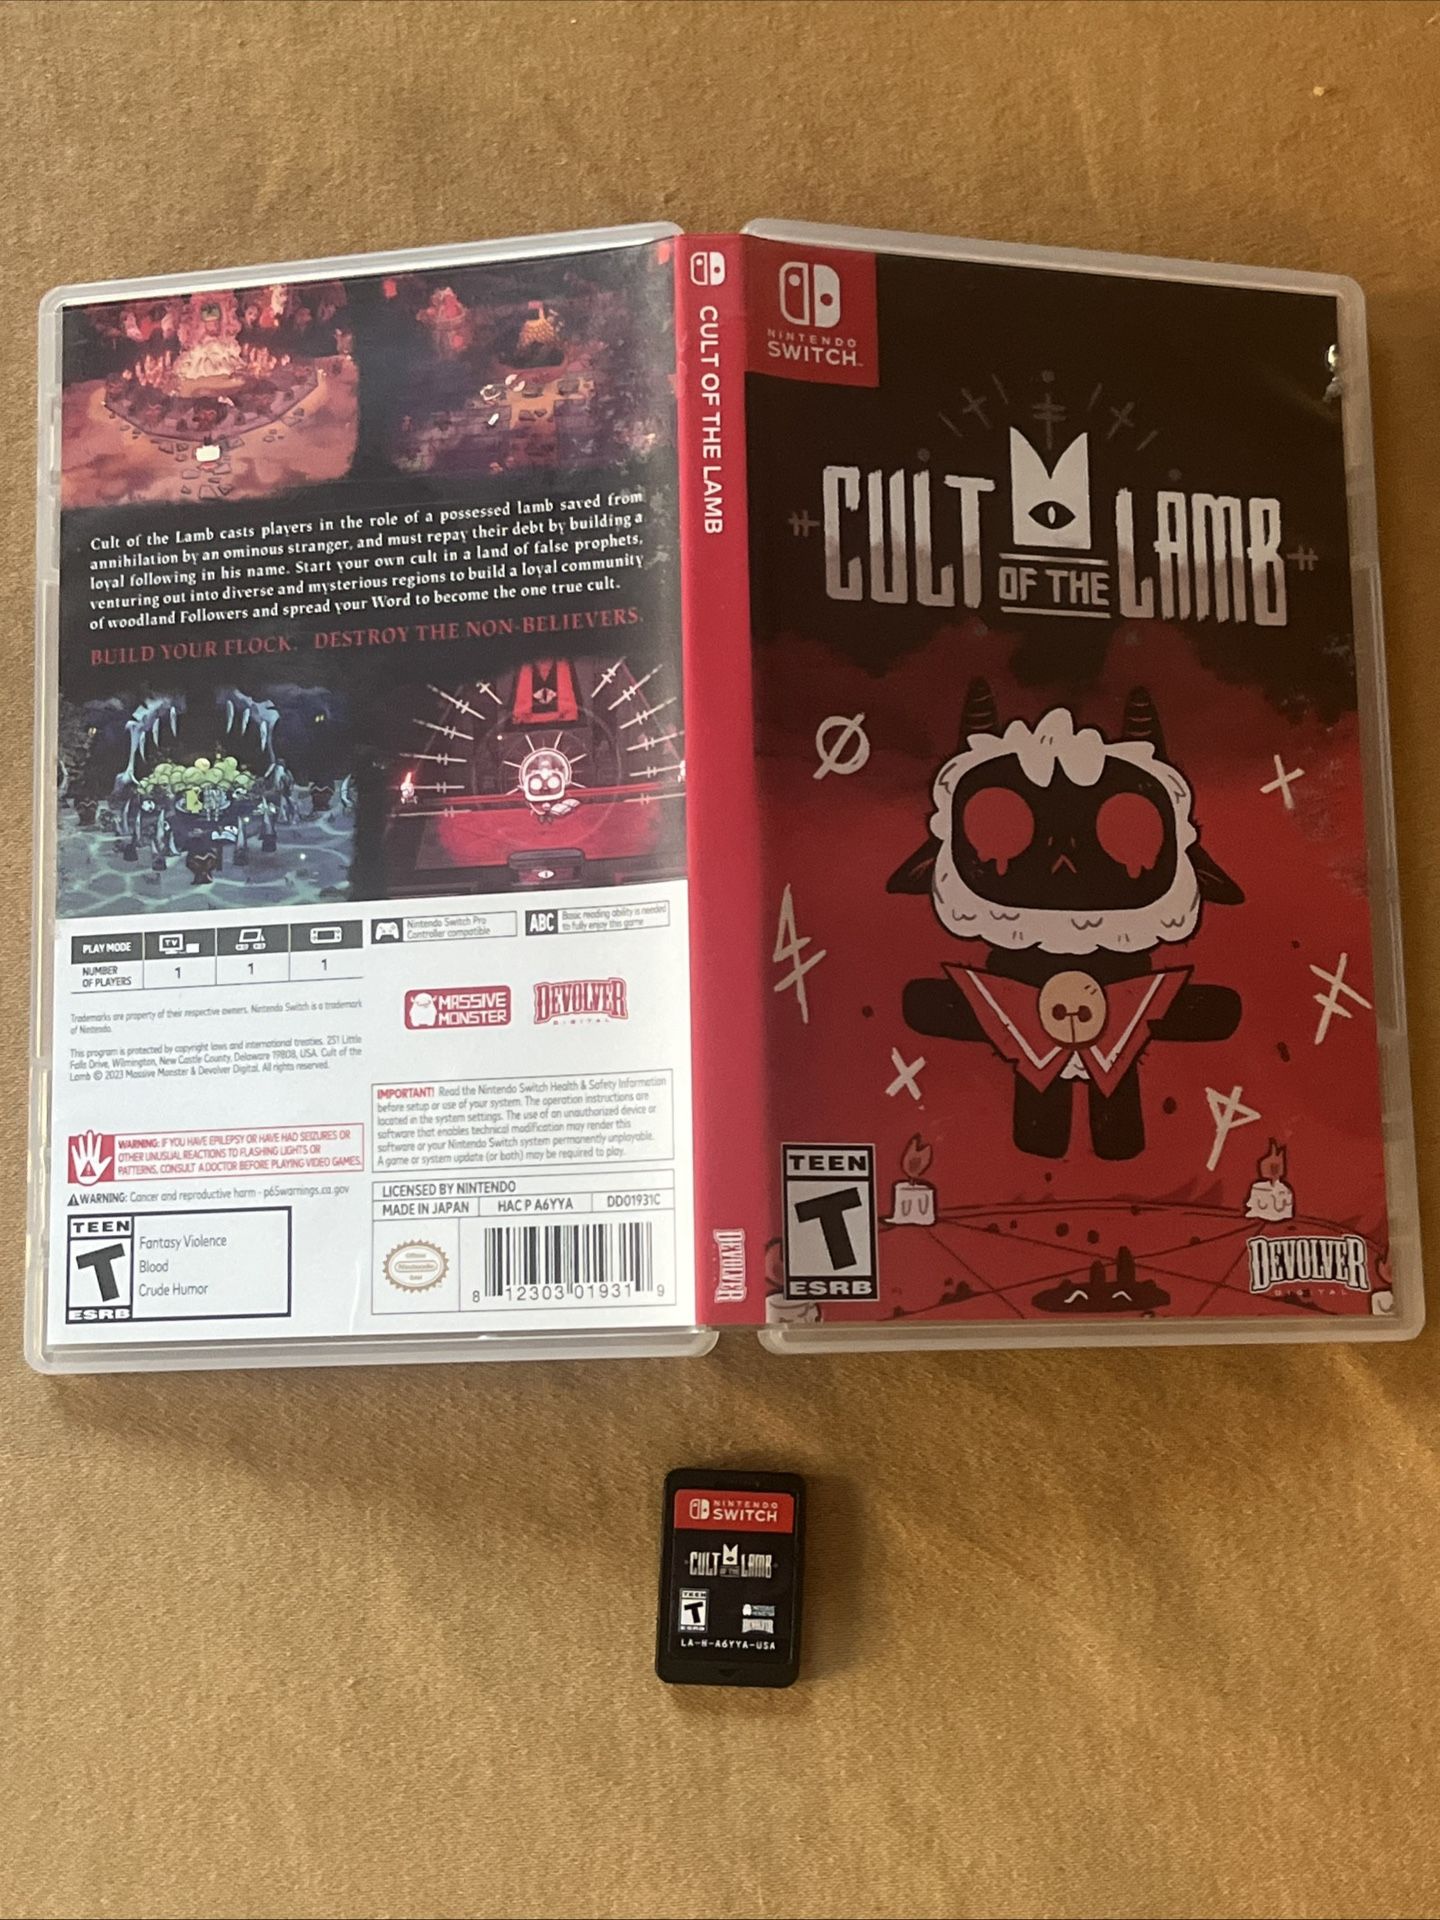 Cult of the Lamb casts players in the role of a possessed lamb saved from
annihilation by an ominous stranger, and must repay their debt by building a
loyal following in his name. Start your own cult in a land of false prophets,
venturing out into diverse and mysterious regions to build a loyal community
of woodland Followers and spread your Word to become the one true cult.
BUILD YOUR FLOCK. DESTROY THE NON-BELIEVERS.
PLAY MODE
TV
NUMBER
OF PLAYERS
1
1
1
Nintendo Switch Pro
Controller compatible
ABC
Basic reading ability is needed
to fully enjoy this game
Trademarks are property of their respective owners. Nintendo Switch is a trademark
of Nintendo.
This program is protected by copyright laws and international treaties. 251 Little
Falls Drive, Wilmington, New Castle County, Delaware 19808, USA. Cult of the
Lamb © 2023 Massive Monster & Devolver Digital. All rights reserved.
MASSIVE
MONSTER
DEVOLVER
DIGITAL
WARNING: IF YOU HAVE EPILEPSY OR HAVE HAD SEIZURES OR
OTHER UNUSUAL REACTIONS TO FLASHING LIGHTS OR
PATTERNS, CONSULT A DOCTOR BEFORE PLAYING VIDEO GAMES.
WARNING: Cancer and reproductive harm - p65warnings.ca.gov
IMPORTANT! Read the Nintendo Switch Health & Safety Information
before setup or use of your system. The operation instructions are
located in the system settings. The use of an unauthorized device or
software that enables technical modification may render this
software or your Nintendo Switch system permanently unplayable.
A game or system update (or both) may be required to play.
TEEN
T
ESRB
Fantasy Violence
Blood
Crude Humor
LICENSED BY NINTENDO
MADE IN JAPAN
HAC P A6YYA
DD01931C
Official
Nintendo
Seal
8 12303 01931 9
CULT OF THE LAMB
DEVOLVER
NINTENDO
SWITCH™
CULT
OF THE
LAMB
TEEN
T
ESRB
DEVOLVER
DIGITAL
NINTENDO
SWITCH
CULT
OF THE
LAMB
TEEN
T
ESRB
MASSIVE
MONSTER
DEVOLVER
LA-H-A6YYA-USA